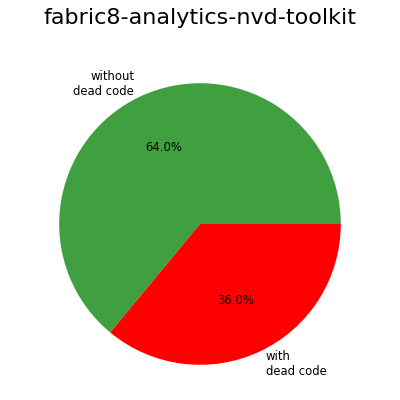 fabric8-analytics-nvd-toolkit
without
dead code
64.0%
36.0%
with
dead code